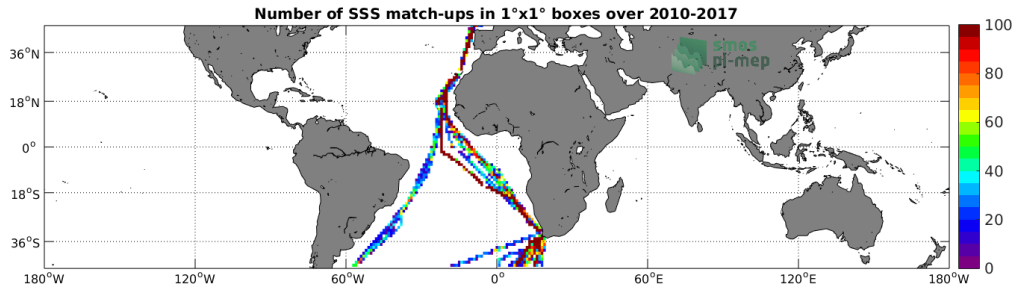 Number of SSS match-ups in 1°x1° boxes over 2010-2017
36°N
18°N
0°
18°S
36°S
180°W 120°W 60°W 0° 60°E 120°E 180°W
smos
pi-mep
100
80
60
40
20
0